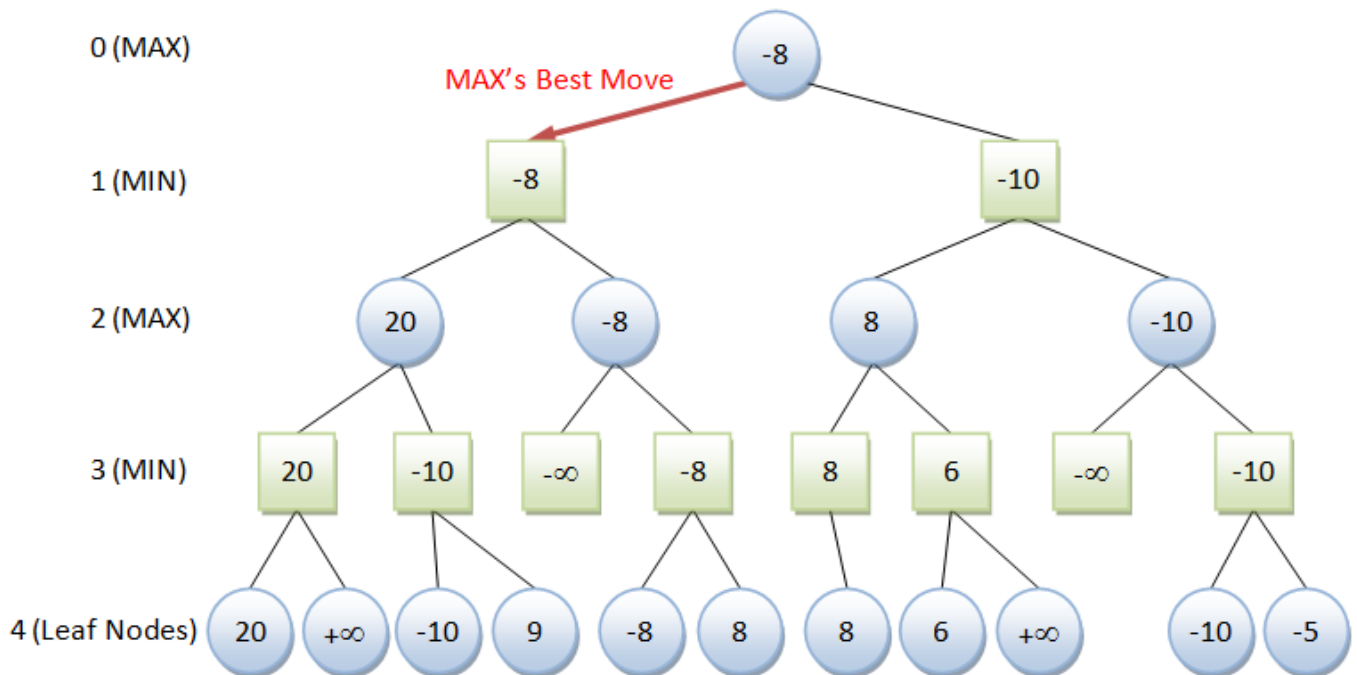 0 (MAX) -8
MAX's Best Move
1 (MIN) -8 -10
2 (MAX) 20 -8 8 -10
3 (MIN) 20 -10 -∞ -8 8 6 -∞ -10
4 (Leaf Nodes) 20 +∞ -10 9 -8 8 8 6 +∞ -10 -5